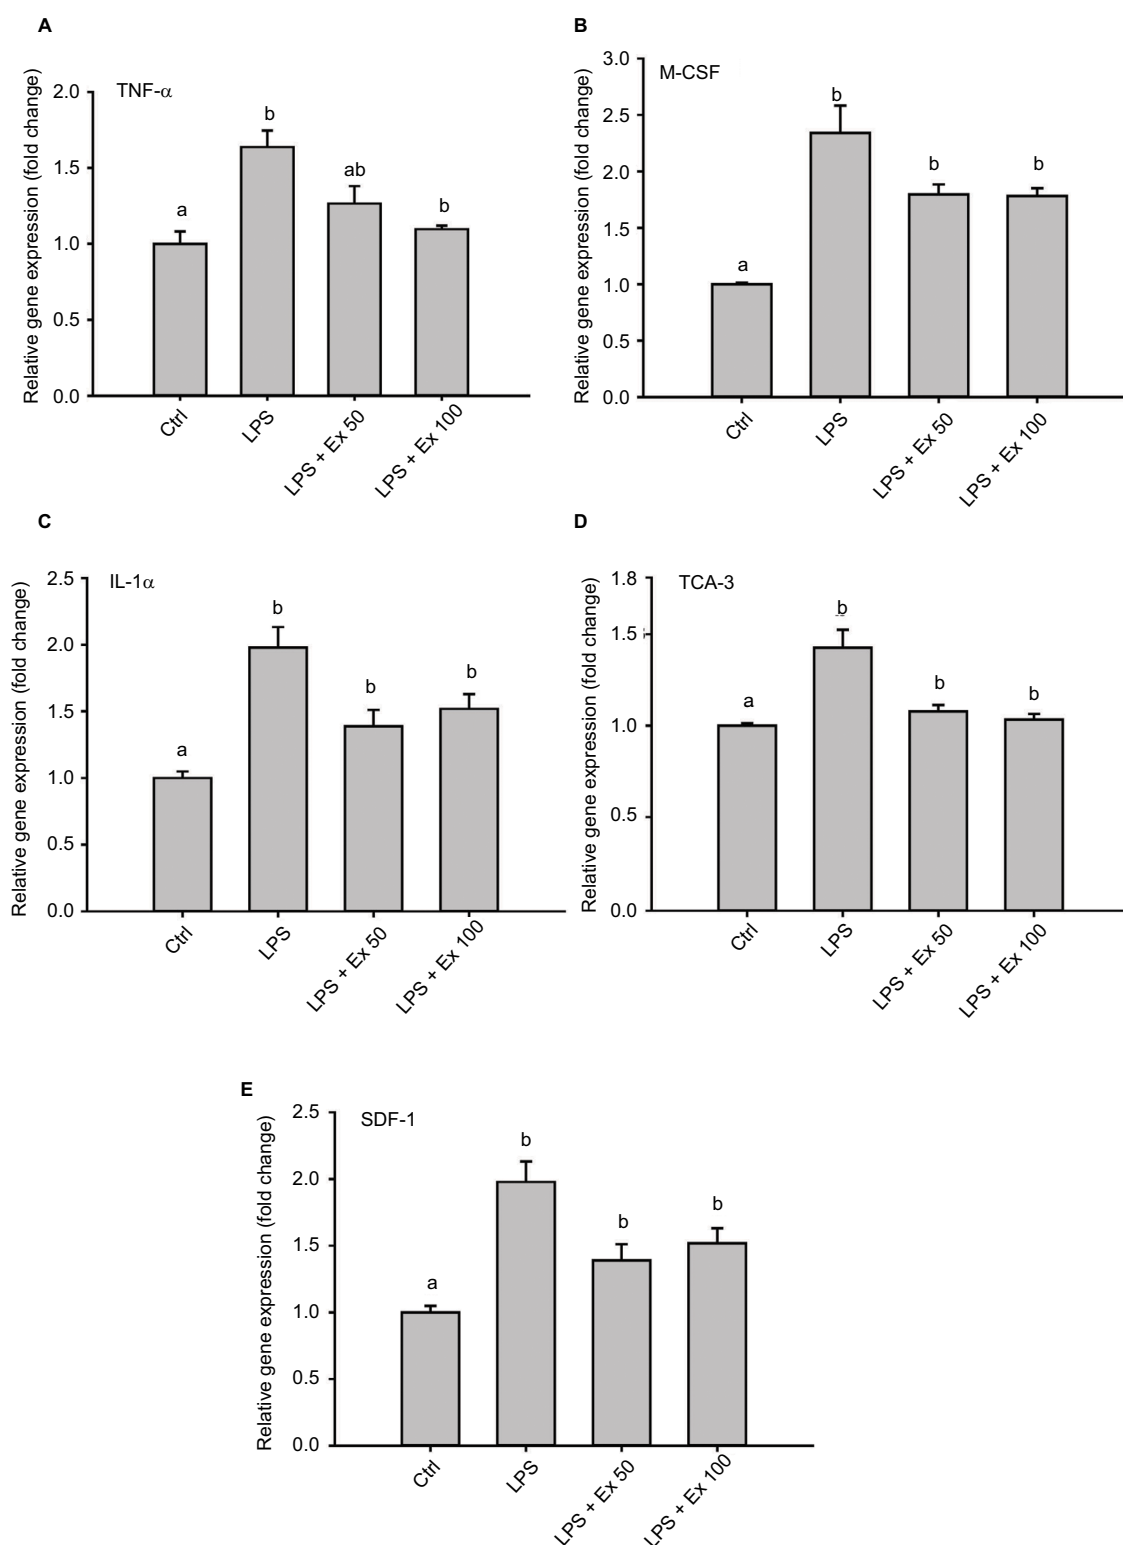 A
TNF-α
Relative gene expression (fold change)
2.0
1.5
1.0
0.5
0.0
a
b
ab
b
Ctrl
LPS
LPS + Ex 50
LPS + Ex 100
B
M-CSF
Relative gene expression (fold change)
3.0
2.5
2.0
1.5
1.0
0.5
0.0
a
b
b
b
Ctrl
LPS
LPS + Ex 50
LPS + Ex 100
C
IL-1α
Relative gene expression (fold change)
2.5
2.0
1.5
1.0
0.5
0.0
a
b
b
b
Ctrl
LPS
LPS + Ex 50
LPS + Ex 100
D
TCA-3
Relative gene expression (fold change)
1.8
1.5
1.0
0.5
0.0
a
b
b
b
Ctrl
LPS
LPS + Ex 50
LPS + Ex 100
E
SDF-1
Relative gene expression (fold change)
2.5
2.0
1.5
1.0
0.5
0.0
a
b
b
b
Ctrl
LPS
LPS + Ex 50
LPS + Ex 100